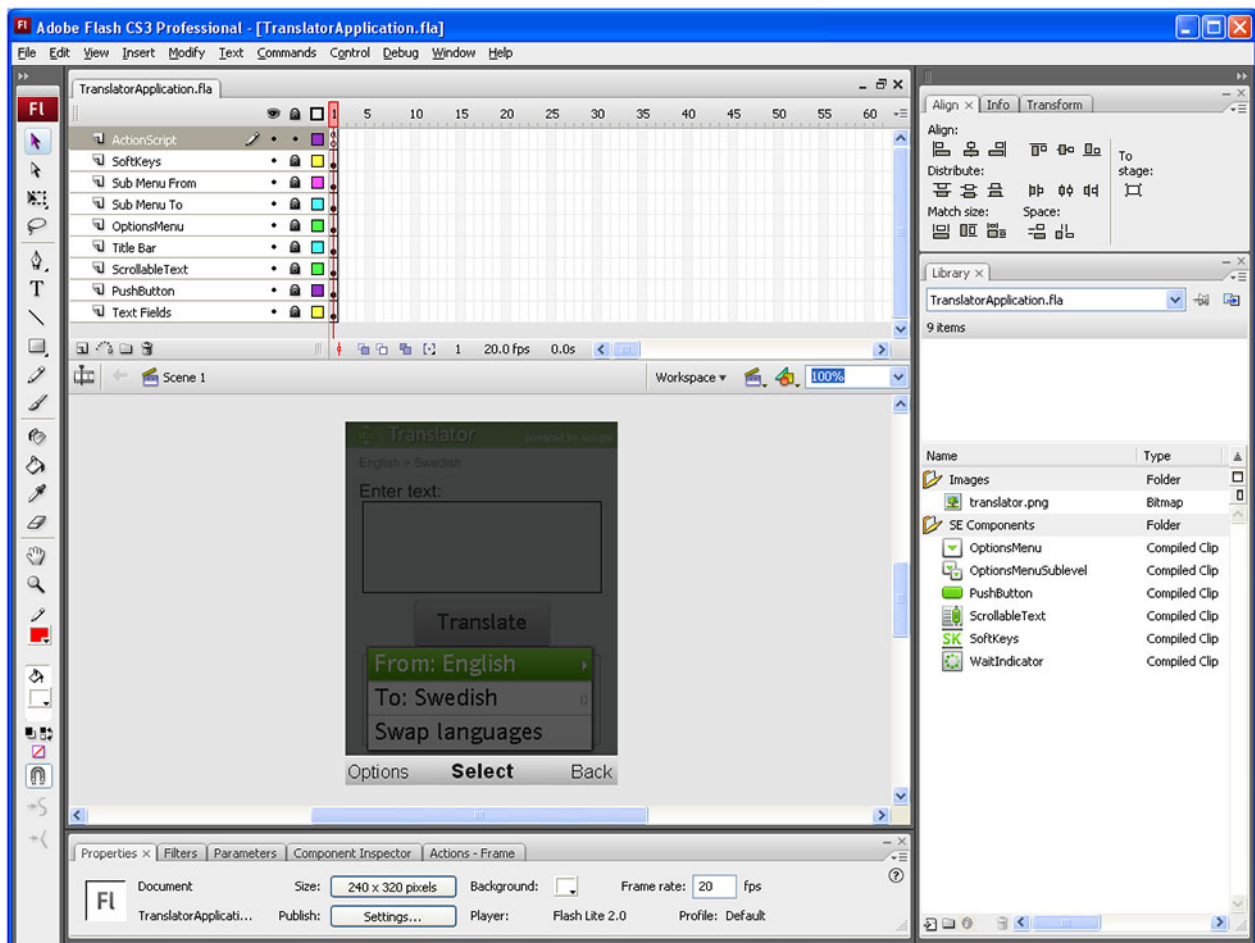 Fl Adobe Flash CS3 Professional - [TranslatorApplication.fla]
File Edit View Insert Modify Text Commands Control Debug Window Help
TranslatorApplication.fla
Fl
1 5 10 15 20 25 30 35 40 45 50 55 60
ActionScript
SoftKeys
Sub Menu From
Sub Menu To
OptionsMenu
Title Bar
ScrollableText
PushButton
Text Fields
1 20.0 fps 0.0s
Scene 1 Workspace 100%
Translator powered by Google
English > Swedish
Enter text:
Translate
From: English
To: Swedish
Swap languages
Options Select Back
Properties Filters Parameters Component Inspector Actions - Frame
Fl
Document Size: 240 x 320 pixels Background: Frame rate: 20 fps
TranslatorApplicati... Publish: Settings... Player: Flash Lite 2.0 Profile: Default
Align Info Transform
Align:
To stage:
Distribute:
Match size: Space:
Library
TranslatorApplication.fla
9 items
Name Type
Images Folder
translator.png Bitmap
SE Components Folder
OptionsMenu Compiled Clip
OptionsMenuSublevel Compiled Clip
PushButton Compiled Clip
ScrollableText Compiled Clip
SK SoftKeys Compiled Clip
WaitIndicator Compiled Clip